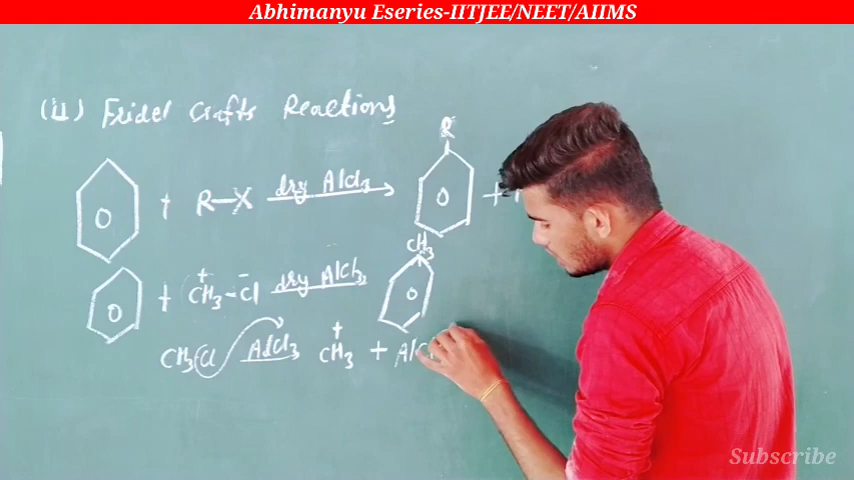 Abhimanyu Eseries-IITJEE/NEET/AIIMS
(ii) Fridel Crafts Reactions
R
+ R-X dry AlCl3 +
CH3
+ +CH3-Cl- dry AlCl3
CH3Cl AlCl3 +CH3 + AlCl
Subscribe